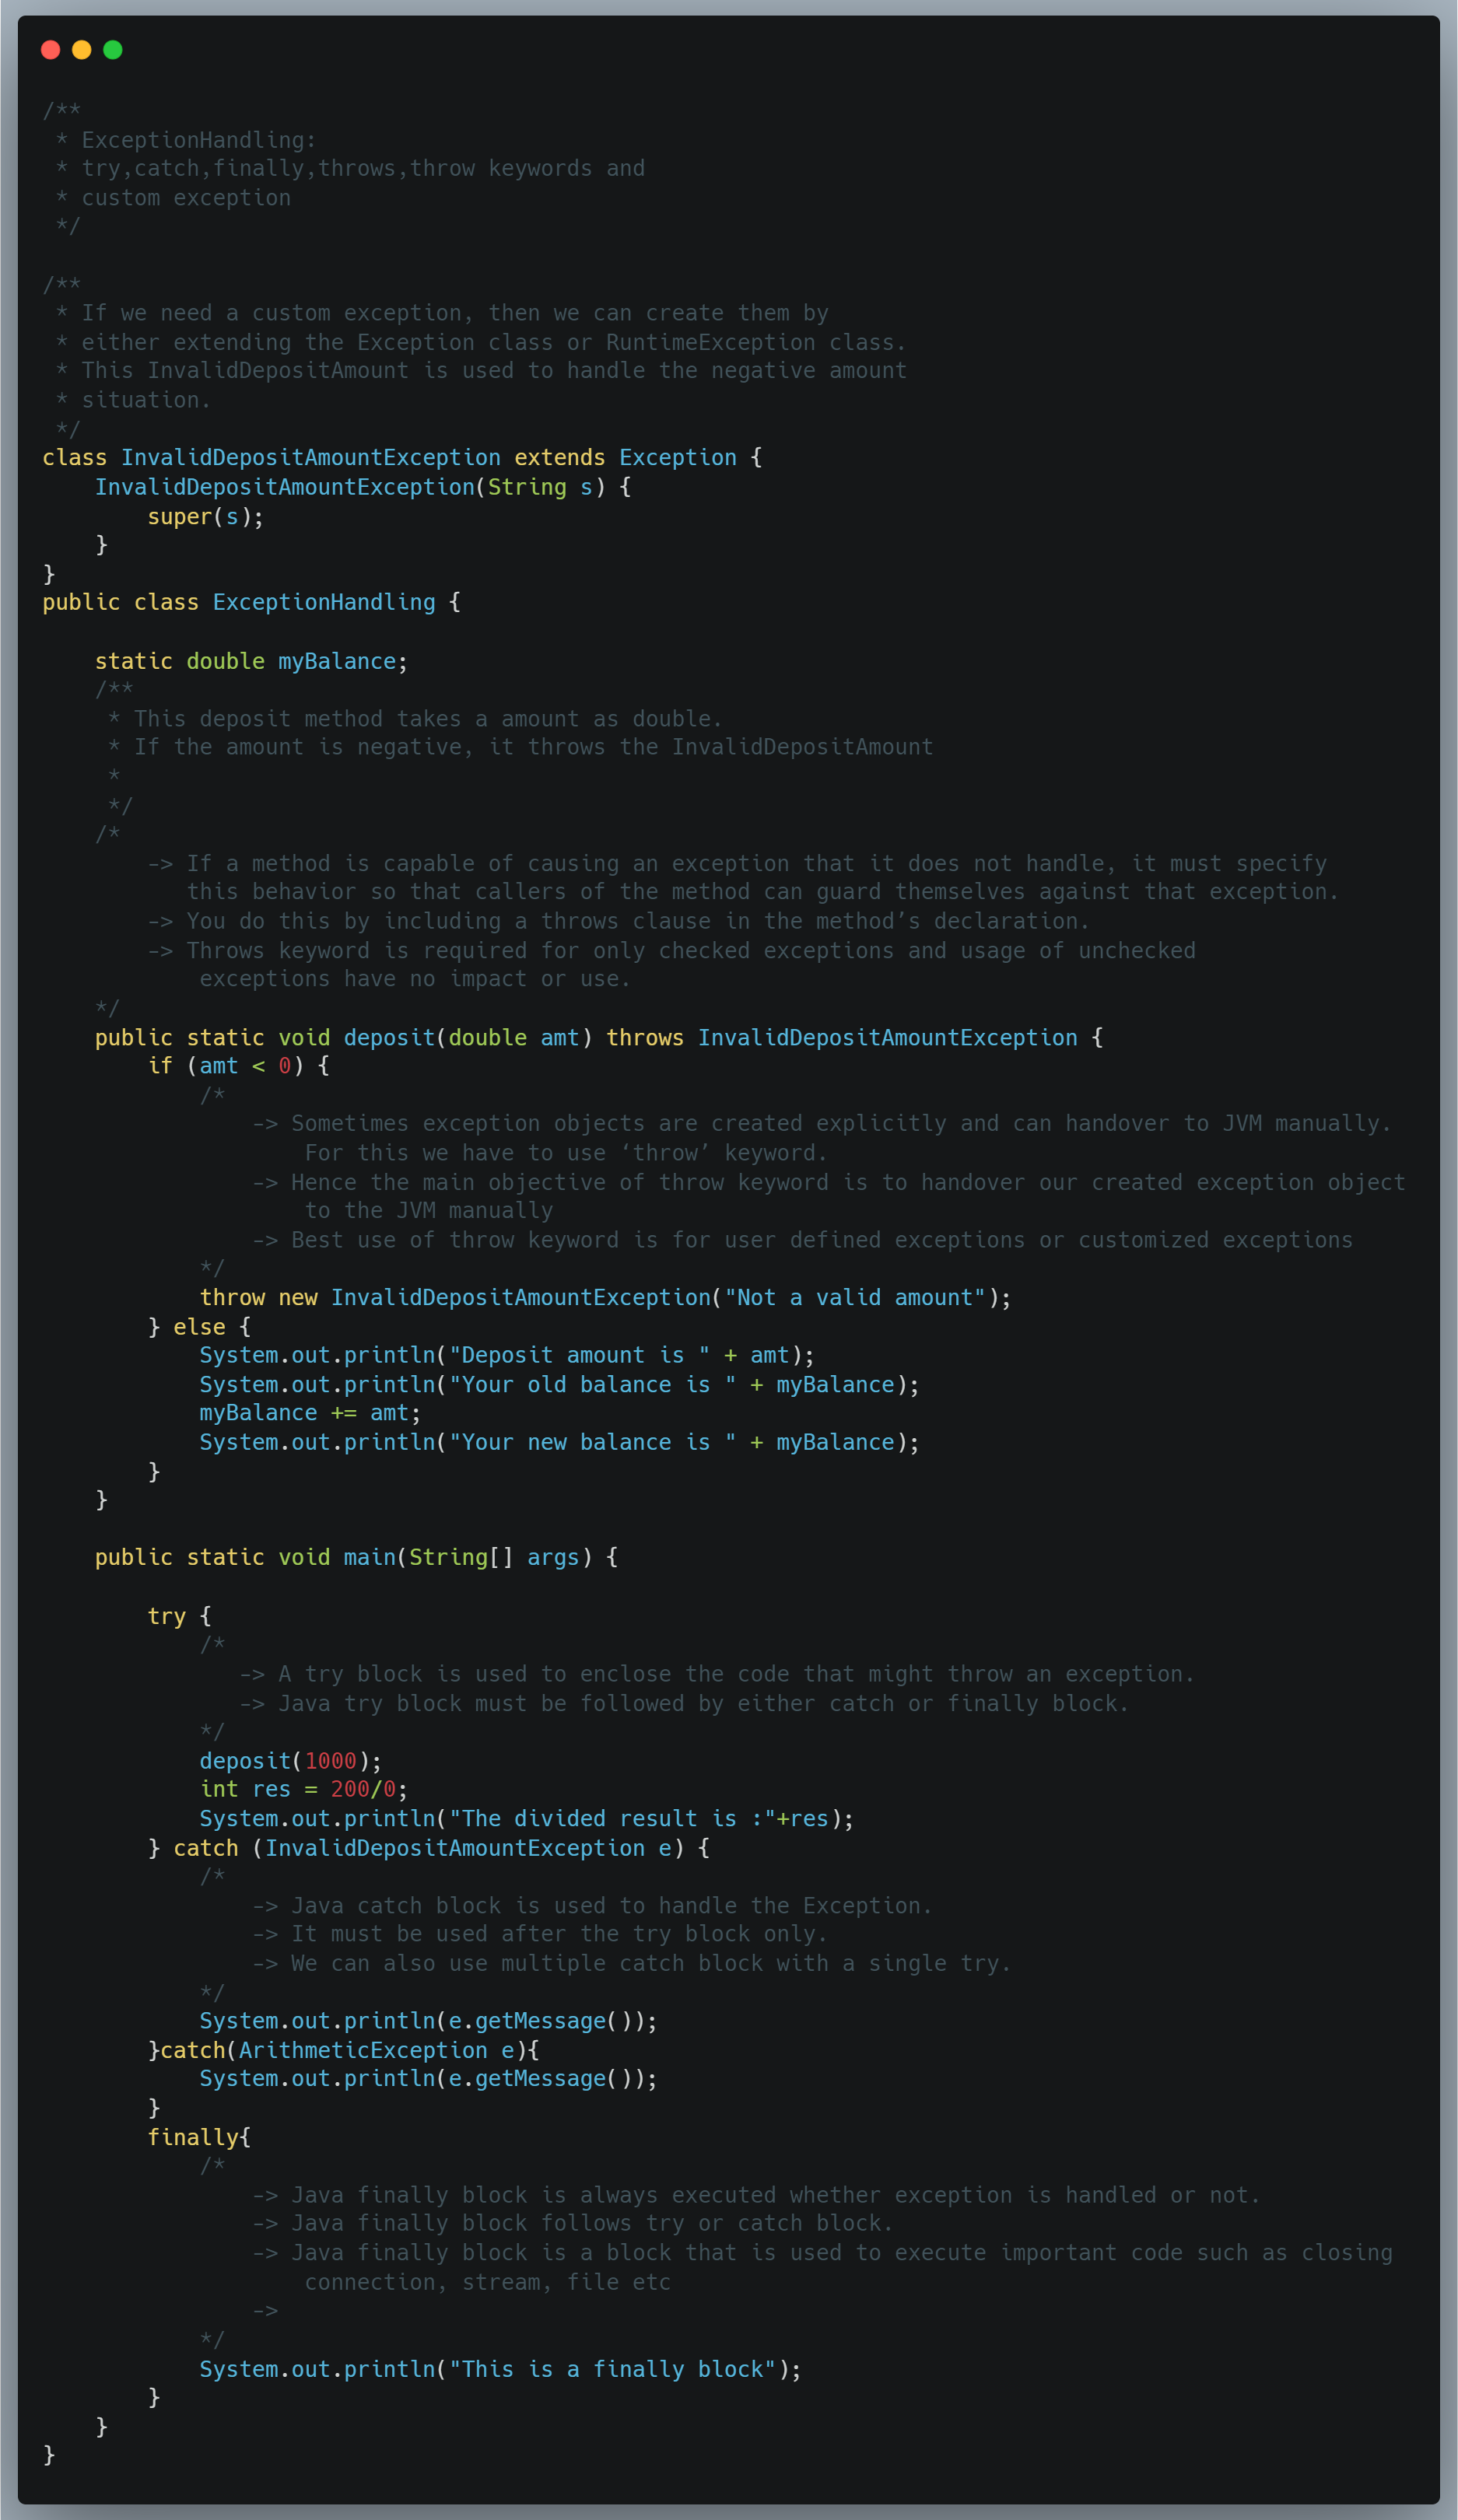 /**
 * ExceptionHandling:
 * try,catch,finally,throws,throw keywords and
 * custom exception
 */

/**
 * If we need a custom exception, then we can create them by
 * either extending the Exception class or RuntimeException class.
 * This InvalidDepositAmount is used to handle the negative amount
 * situation.
 */
class InvalidDepositAmountException extends Exception {
    InvalidDepositAmountException(String s) {
        super(s);
    }
}
public class ExceptionHandling {

    static double myBalance;
    /**
     * This deposit method takes a amount as double.
     * If the amount is negative, it throws the InvalidDepositAmount
     *
     */
    /*
        -> If a method is capable of causing an exception that it does not handle, it must specify
           this behavior so that callers of the method can guard themselves against that exception.
        -> You do this by including a throws clause in the method’s declaration.
        -> Throws keyword is required for only checked exceptions and usage of unchecked
            exceptions have no impact or use.
    */
    public static void deposit(double amt) throws InvalidDepositAmountException {
        if (amt < 0) {
            /*
                -> Sometimes exception objects are created explicitly and can handover to JVM manually.
                    For this we have to use ‘throw’ keyword.
                -> Hence the main objective of throw keyword is to handover our created exception object
                    to the JVM manually
                -> Best use of throw keyword is for user defined exceptions or customized exceptions
            */
            throw new InvalidDepositAmountException("Not a valid amount");
        } else {
            System.out.println("Deposit amount is " + amt);
            System.out.println("Your old balance is " + myBalance);
            myBalance += amt;
            System.out.println("Your new balance is " + myBalance);
        }
    }

    public static void main(String[] args) {

        try {
            /*
               -> A try block is used to enclose the code that might throw an exception.
               -> Java try block must be followed by either catch or finally block.
            */
            deposit(1000);
            int res = 200/0;
            System.out.println("The divided result is :"+res);
        } catch (InvalidDepositAmountException e) {
            /*
                -> Java catch block is used to handle the Exception.
                -> It must be used after the try block only.
                -> We can also use multiple catch block with a single try.
            */
            System.out.println(e.getMessage());
        }catch(ArithmeticException e){
            System.out.println(e.getMessage());
        }
        finally{
            /*
                -> Java finally block is always executed whether exception is handled or not.
                -> Java finally block follows try or catch block.
                -> Java finally block is a block that is used to execute important code such as closing
                    connection, stream, file etc
                ->
            */
            System.out.println("This is a finally block");
        }
    }
}